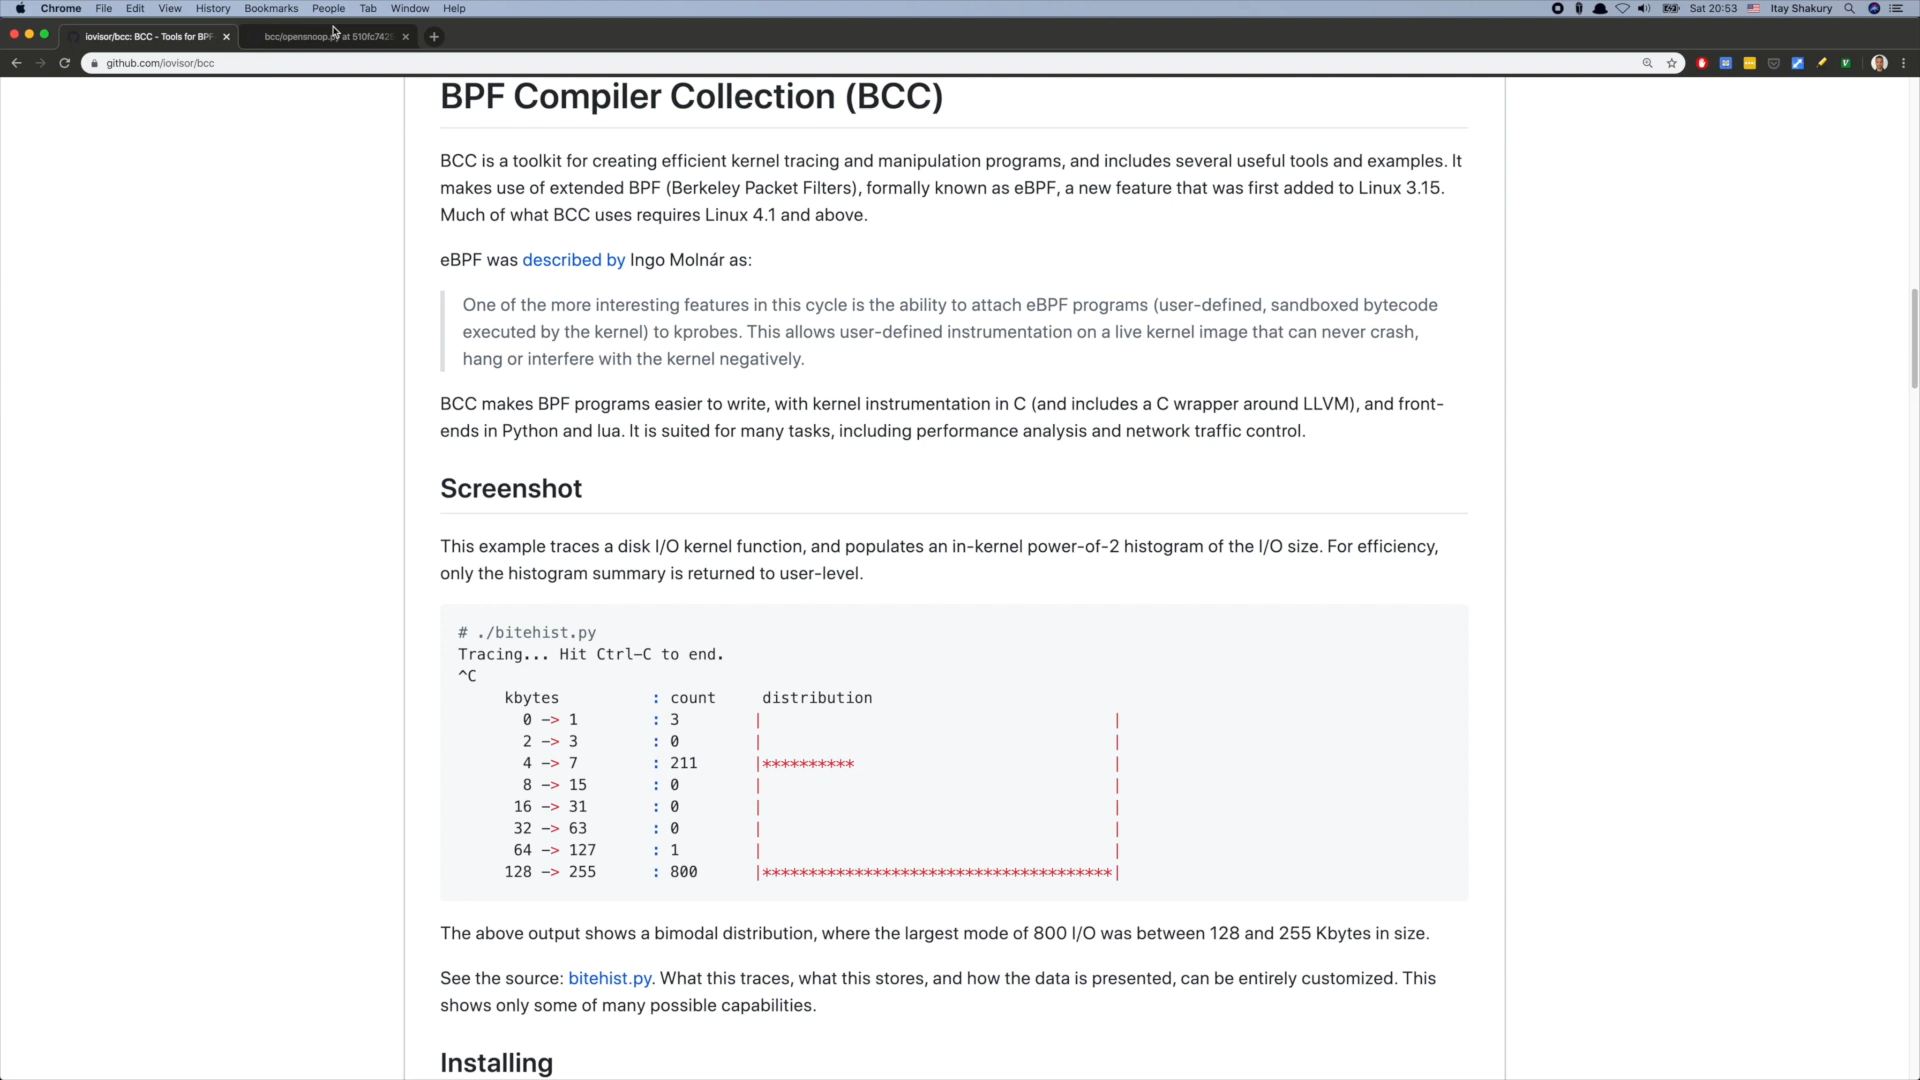 Chrome File Edit View History Bookmarks People Tab Window Help Sat 20:53 Itay Shakury
iovisor/bcc: BCC - Tools for BPF bcc/opensnoop.py at 510fc7425
github.com/iovisor/bcc
BPF Compiler Collection (BCC)
BCC is a toolkit for creating efficient kernel tracing and manipulation programs, and includes several useful tools and examples. It
makes use of extended BPF (Berkeley Packet Filters), formally known as eBPF, a new feature that was first added to Linux 3.15.
Much of what BCC uses requires Linux 4.1 and above.
eBPF was described by Ingo Molnár as:
One of the more interesting features in this cycle is the ability to attach eBPF programs (user-defined, sandboxed bytecode
executed by the kernel) to kprobes. This allows user-defined instrumentation on a live kernel image that can never crash,
hang or interfere with the kernel negatively.
BCC makes BPF programs easier to write, with kernel instrumentation in C (and includes a C wrapper around LLVM), and front-
ends in Python and lua. It is suited for many tasks, including performance analysis and network traffic control.
Screenshot
This example traces a disk I/O kernel function, and populates an in-kernel power-of-2 histogram of the I/O size. For efficiency,
only the histogram summary is returned to user-level.
# ./bitehist.py
Tracing... Hit Ctrl-C to end.
^C
kbytes : count distribution
0 -> 1 : 3 | |
2 -> 3 : 0 | |
4 -> 7 : 211 |********** |
8 -> 15 : 0 | |
16 -> 31 : 0 | |
32 -> 63 : 0 | |
64 -> 127 : 1 | |
128 -> 255 : 800 |**************************************|
The above output shows a bimodal distribution, where the largest mode of 800 I/O was between 128 and 255 Kbytes in size.
See the source: bitehist.py. What this traces, what this stores, and how the data is presented, can be entirely customized. This
shows only some of many possible capabilities.
Installing